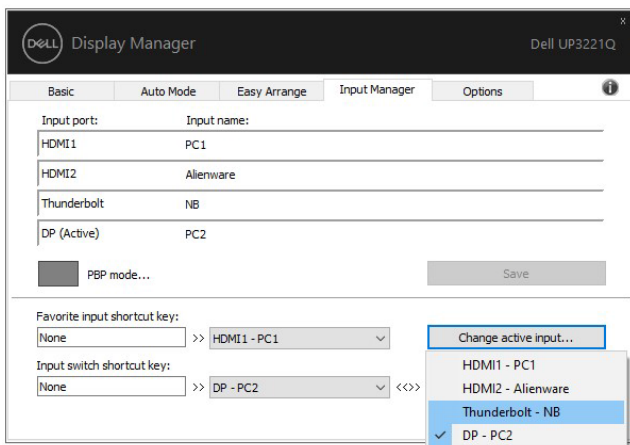 DELL Display Manager Dell UP3221Q x
Basic Auto Mode Easy Arrange Input Manager Options i
Input port: Input name:
HDMI1 PC1
HDMI2 Alienware
Thunderbolt NB
DP (Active) PC2
PBP mode... Save
Favorite input shortcut key:
None >> HDMI1 - PC1 Change active input...
Input switch shortcut key:
None >> DP - PC2 <<>>
HDMI1 - PC1
HDMI2 - Alienware
Thunderbolt - NB
✓ DP - PC2